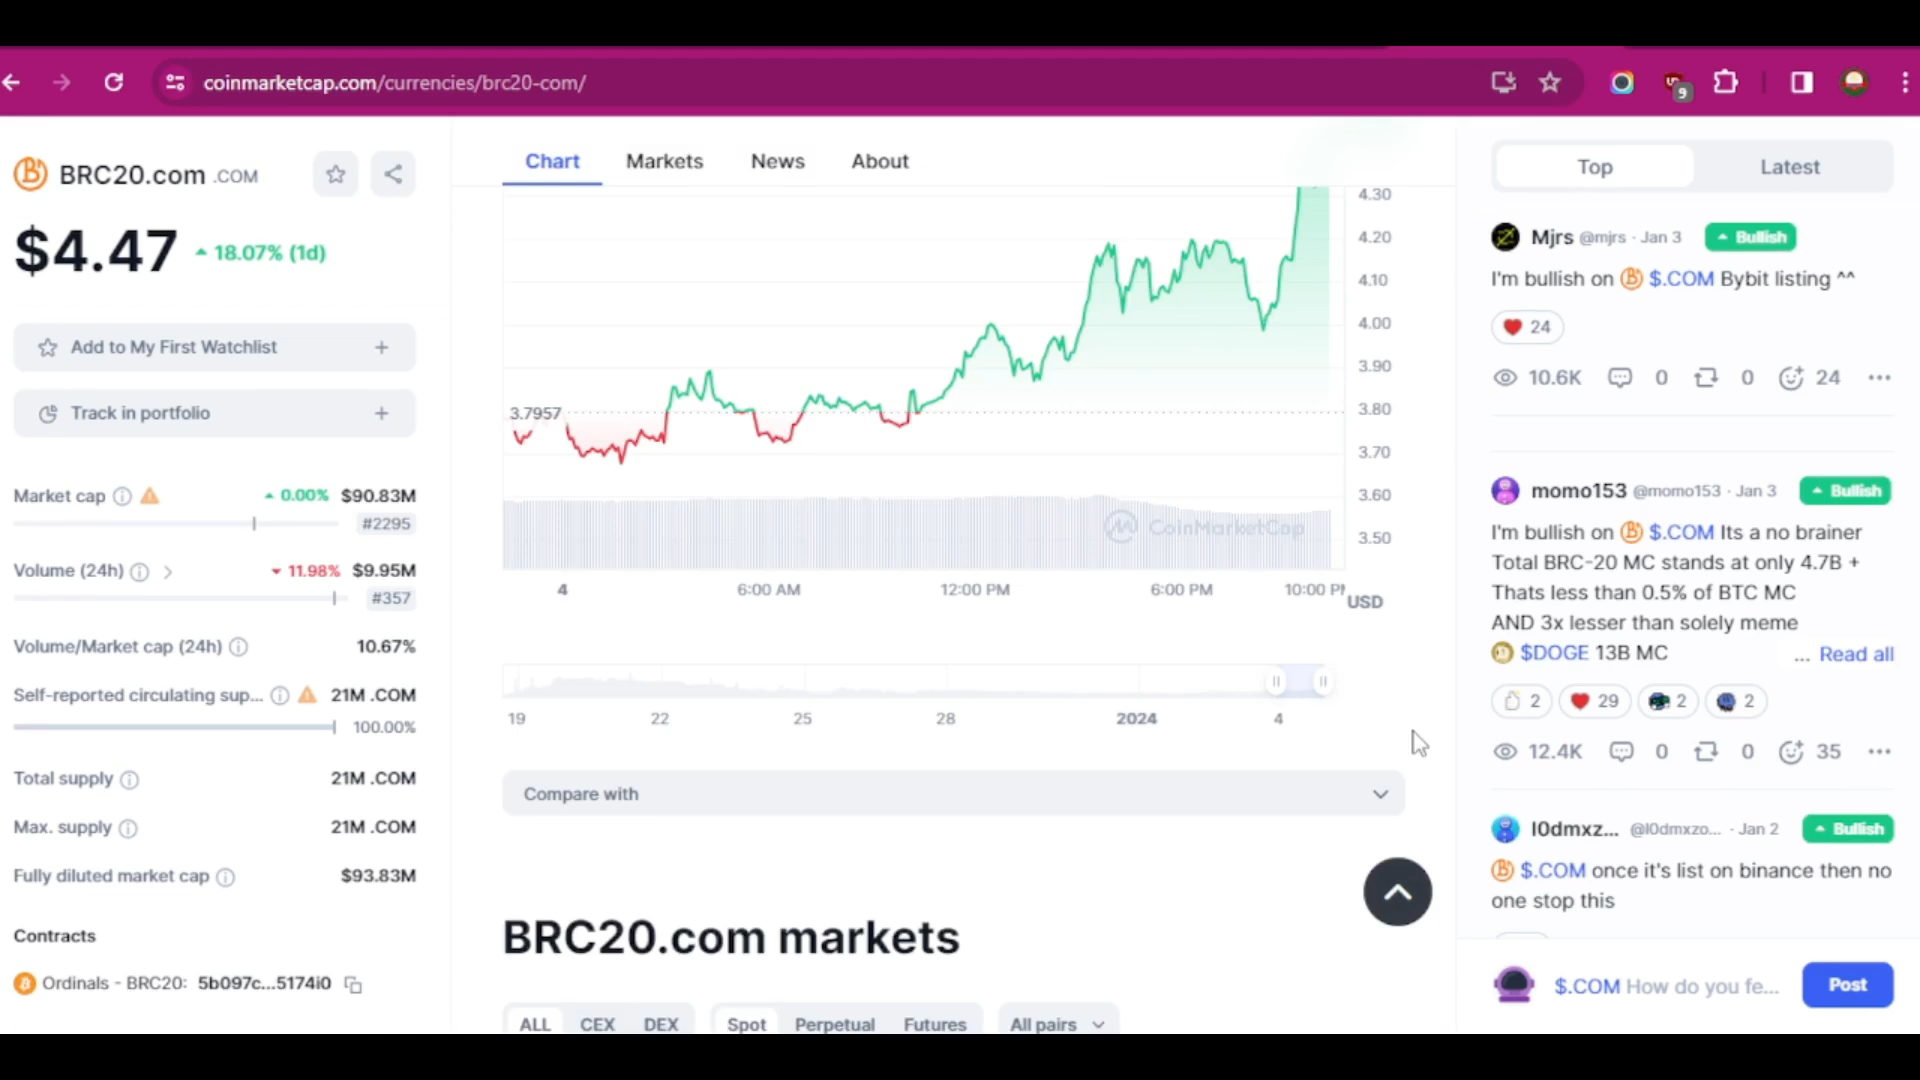 coinmarketcap.com/currencies/brc20-com/
9
BRC20.com .COM
$4.47 18.07% (1d)
Add to My First Watchlist +
Track in portfolio +
Market cap 0.00% $90.83M
#2295
Volume (24h) 11.98% $9.95M
#357
Volume/Market cap (24h) 10.67%
Self-reported circulating sup... 21M .COM
100.00%
Total supply 21M .COM
Max. supply 21M .COM
Fully diluted market cap $93.83M
Contracts
Ordinals - BRC20: 5b097c...5174i0
Chart Markets News About
4.30
4.20
4.10
4.00
3.90
3.7957
3.80
3.70
3.60
CoinMarketCap
3.50
4 6:00 AM 12:00 PM 6:00 PM 10:00 PM
USD
19 22 25 28 2024 4
Compare with
BRC20.com markets
ALL CEX DEX Spot Perpetual Futures All pairs
Top Latest
Mjrs @mjrs · Jan 3 Bullish
I'm bullish on $.COM Bybit listing ^^
24
10.6K 0 0 24 ...
momo153 @momo153 · Jan 3 Bullish
I'm bullish on $.COM Its a no brainer
Total BRC-20 MC stands at only 4.7B +
Thats less than 0.5% of BTC MC
AND 3x lesser than solely meme
$DOGE 13B MC ... Read all
2 29 2 2
12.4K 0 0 35 ...
l0dmxz... @l0dmxzo... · Jan 2 Bullish
$.COM once it's list on binance then no
one stop this
$.COM How do you fe... Post